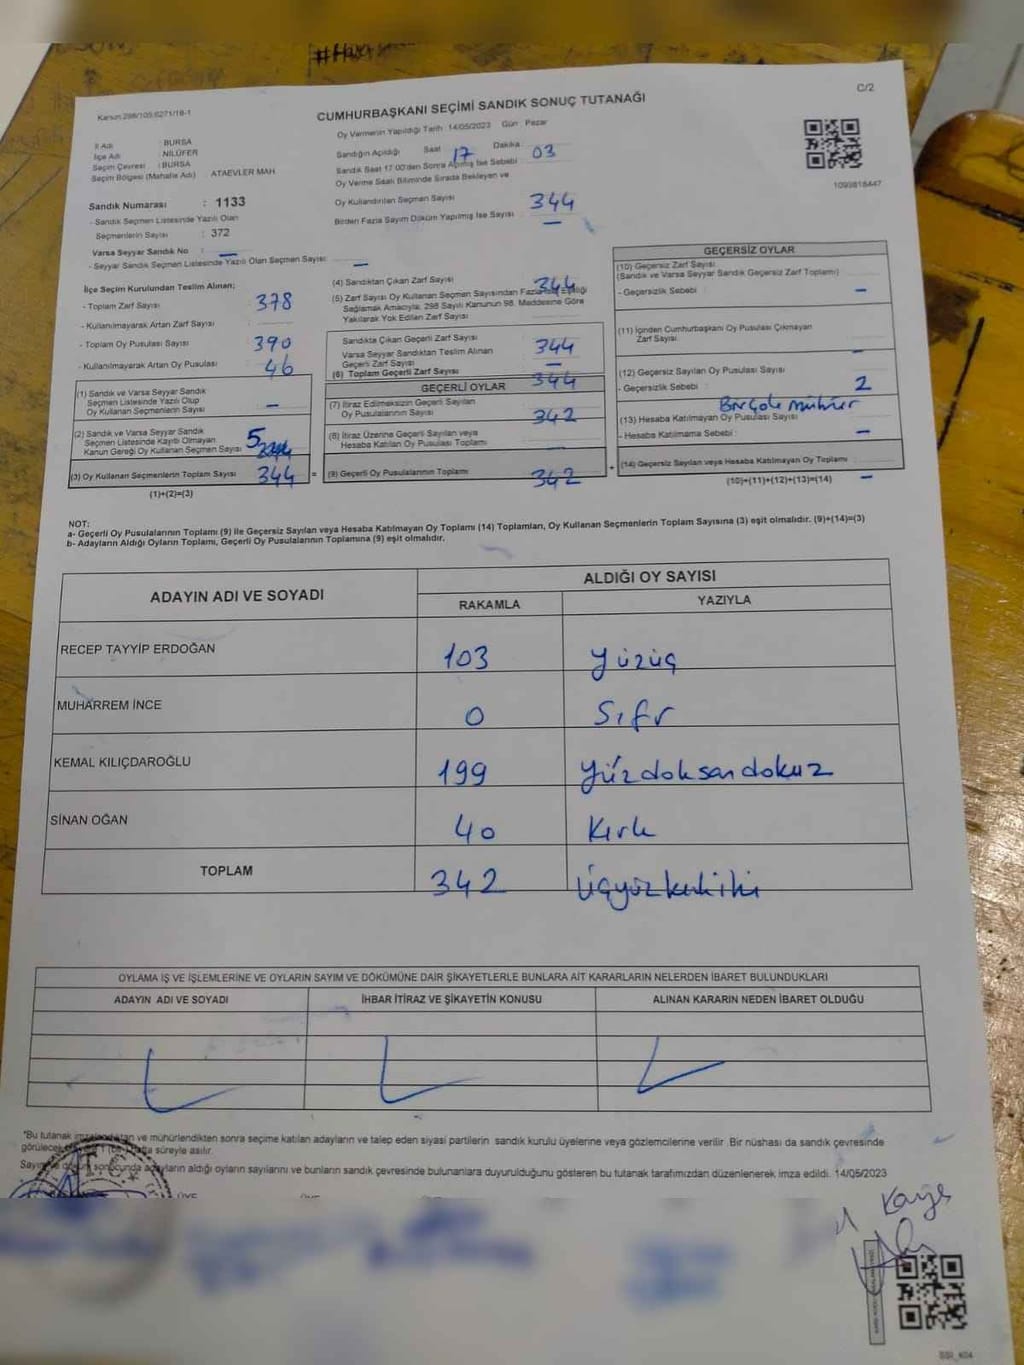 C/2
Kanun:298/105,6271/18-1
CUMHURBAŞKANI SEÇİMİ SANDIK SONUÇ TUTANAĞI
Oy Vermenin Yapıldığı Tarih :14/05/2023 Gün : Pazar
İl Adı : BURSA
İlçe Adı : NİLÜFER
Seçim Çevresi : BURSA
Seçim Bölgesi (Mahalle Adı) : ATAEVLER MAH.
Sandığın Açıldığı Saat 17 Dakika 03
Sandık Saat 17:00'den Sonra Açılmış İse Sebebi
Oy Verme Saati Bitiminde Sırada Bekleyen ve
Oy Kullandırılan Seçmen Sayısı 344
Birden Fazla Sayım Döküm Yapılmış İse Sayısı —
1099818447
Sandık Numarası : 1133
- Sandık Seçmen Listesinde Yazılı Olan
Seçmenlerin Sayısı : 372
Varsa Seyyar Sandık No : —
- Seyyar Sandık Seçmen Listesinde Yazılı Olan Seçmen Sayısı: —
İlçe Seçim Kurulundan Teslim Alınan;
- Toplam Zarf Sayısı 378
- Kullanılmayarak Artan Zarf Sayısı
- Toplam Oy Pusulası Sayısı 390
- Kullanılmayarak Artan Oy Pusulası 46
(1) Sandık ve Varsa Seyyar Sandık
Seçmen Listesinde Yazılı Olup
Oy Kullanan Seçmenlerin Sayısı —
(2) Sandık ve Varsa Seyyar Sandık
Seçmen Listesinde Kayıtlı Olmayan
Kanun Gereği Oy Kullanan Seçmen Sayısı 5
(3) Oy Kullanan Seçmenlerin Toplam Sayısı 344 =
(1)+(2)=(3)
(4) Sandıktan Çıkan Zarf Sayısı 344
(5) Zarf Sayısı Oy Kullanan Seçmen Sayısından Fazla İse Eşitliği
Sağlamak Amacıyla; 298 Sayılı Kanunun 98. Maddesine Göre
Yakılarak Yok Edilen Zarf Sayısı
Sandıkta Çıkan Geçerli Zarf Sayısı 344
Varsa Seyyar Sandıktan Teslim Alınan
Geçerli Zarf Sayısı —
(6) Toplam Geçerli Zarf Sayısı 344
GEÇERLİ OYLAR
(7) İtiraz Edilmeksizin Geçerli Sayılan
Oy Pusulalarının Sayısı 342
(8) İtiraz Üzerine Geçerli Sayılan veya
Hesaba Katılan Oy Pusulası Toplamı
(9) Geçerli Oy Pusulalarının Toplamı 342 +
GEÇERSİZ OYLAR
(10) Geçersiz Zarf Sayısı
(Sandık ve Varsa Seyyar Sandık Geçersiz Zarf Toplamı)
- Geçersizlik Sebebi : —
(11) İçinden Cumhurbaşkanı Oy Pusulası Çıkmayan
Zarf Sayısı —
(12) Geçersiz Sayılan Oy Pusulası Sayısı
- Geçersizlik Sebebi : 2
Birçok mühür
(13) Hesaba Katılmayan Oy Pusulası Sayısı
- Hesaba Katılmama Sebebi : —
(14) Geçersiz Sayılan veya Hesaba Katılmayan Oy Toplamı
(10)+(11)+(12)+(13)=(14) —
NOT:
a- Geçerli Oy Pusulalarının Toplamı (9) ile Geçersiz Sayılan veya Hesaba Katılmayan Oy Toplamı (14) Toplamları, Oy Kullanan Seçmenlerin Toplam Sayısına (3) eşit olmalıdır. (9)+(14)=(3)
b- Adayların Aldığı Oyların Toplamı, Geçerli Oy Pusulalarının Toplamına (9) eşit olmalıdır.
ADAYIN ADI VE SOYADI
ALDIĞI OY SAYISI
RAKAMLA YAZIYLA
RECEP TAYYİP ERDOĞAN 103 yüzüç
MUHARREM İNCE 0 Sıfır
KEMAL KILIÇDAROĞLU 199 yüzdoksandokuz
SİNAN OĞAN 40 Kırk
TOPLAM 342 üçyüzkırkiki
OYLAMA İŞ VE İŞLEMLERİNE VE OYLARIN SAYIM VE DÖKÜMÜNE DAİR ŞİKAYETLERLE BUNLARA AİT KARARLARIN NELERDEN İBARET BULUNDUKLARI
ADAYIN ADI VE SOYADI İHBAR İTİRAZ VE ŞİKAYETİN KONUSU ALINAN KARARIN NEDEN İBARET OLDUĞU
"Bu tutanak imzalandıktan ve mühürlendikten sonra seçime katılan adayların ve talep eden siyasi partilerin sandık kurulu üyelerine veya gözlemcilerine verilir. Bir nüshası da sandık çevresinde
görülecek 1 (bir) hafta süreyle asılır.
Sayım ve döküm sonucunda adayların aldığı oyların sayılarını ve bunların sandık çevresinde bulunanlara duyurulduğunu gösteren bu tutanak tarafımızdan düzenlenerek imza edildi. 14/05/2023
T.C.